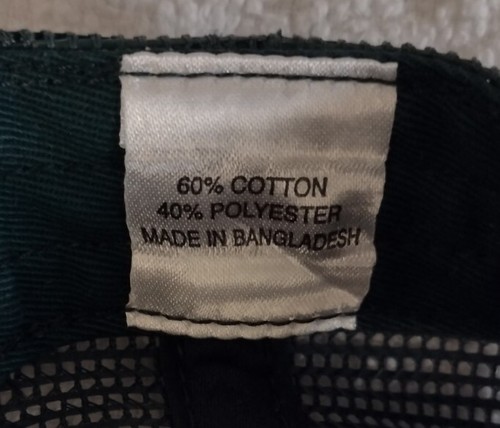 60% COTTON
40% POLYESTER
MADE IN BANGLADESH